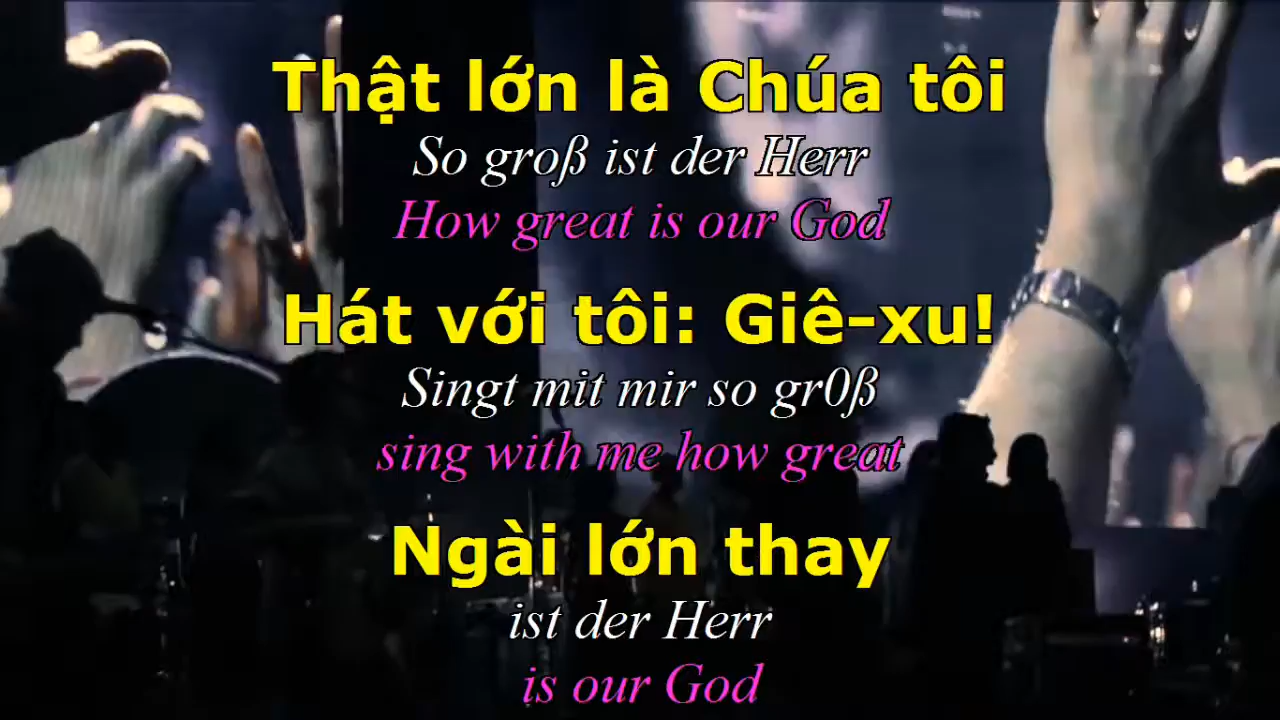 Thật lớn là Chúa tôi
So groß ist der Herr
How great is our God
Hát với tôi: Giê-xu!
Singt mit mir so gr0ß
sing with me how great
Ngài lớn thay
ist der Herr
is our God